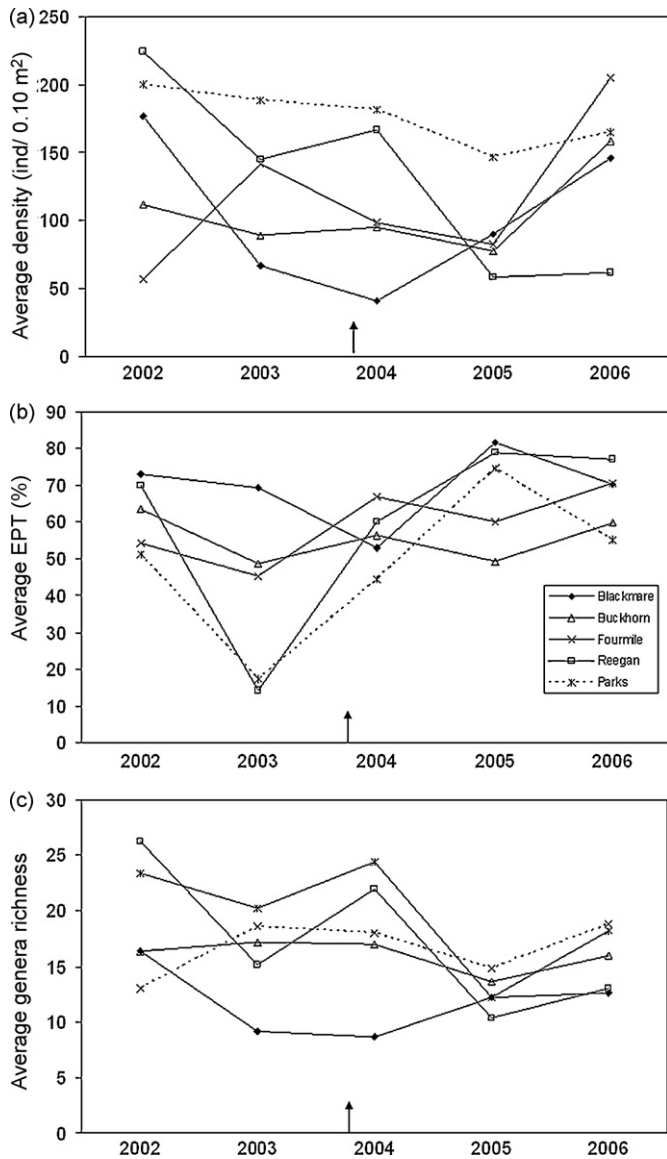 (a)
Average density (ind/ 0.10 m²)
250
200
150
100
50
0
2002 2003 2004 2005 2006
(b)
Average EPT (%)
90
80
70
60
50
40
30
20
10
0
Blackmare
Buckhorn
Fourmile
Reegan
Parks
2002 2003 2004 2005 2006
(c)
Average genera richness
30
25
20
15
10
5
0
2002 2003 2004 2005 2006